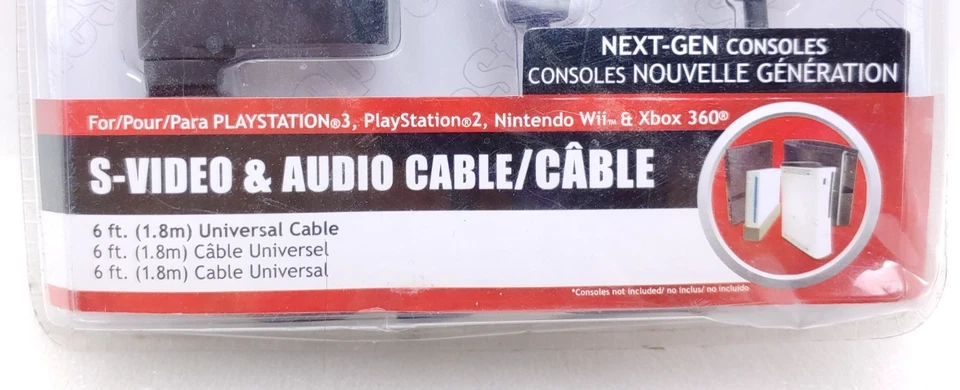 NEXT-GEN CONSOLES
CONSOLES NOUVELLE GÉNÉRATION
For/Pour/Para PLAYSTATION®3, PlayStation®2, Nintendo Wii™ & Xbox 360®
S-VIDEO & AUDIO CABLE/CÂBLE
6 ft. (1.8m) Universal Cable
6 ft. (1.8m) Câble Universel
6 ft. (1.8m) Cable Universal
*Consoles not included/ no inclus/ no incluido